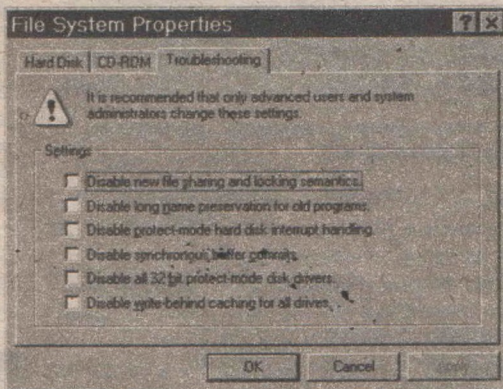 File System Properties
Hard Disk CD-ROM Troubleshooting
It is recommended that only advanced users and system
administrators change these settings.
Settings
Disable new file sharing and locking semantics.
Disable long name preservation for old programs.
Disable protect-mode hard disk interrupt handling.
Disable synchronous buffer commits.
Disable all 32 bit protect-mode disk drivers.
Disable write-behind caching for all drives.
OK Cancel Apply